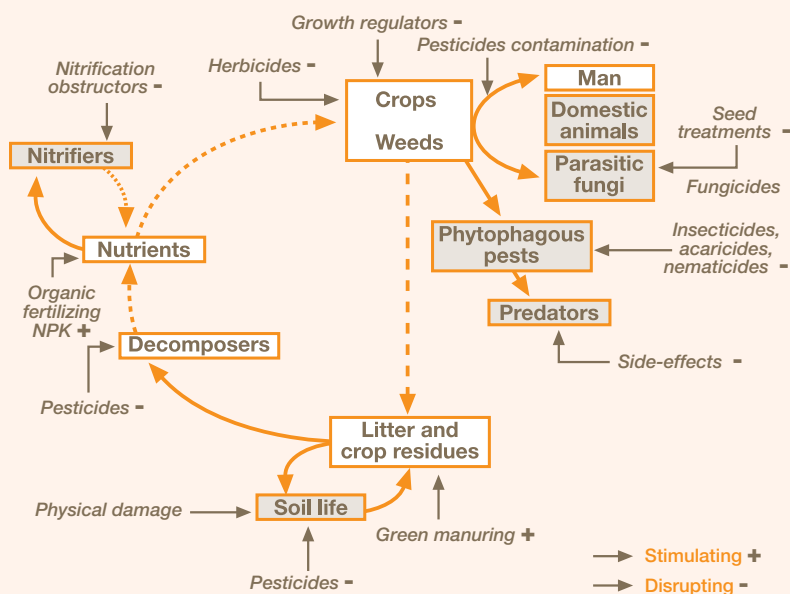 Growth regulators -
Pesticides contamination -
Nitrification
obstructors -
Herbicides -
Man
Crops
Weeds
Domestic
animals
Seed
treatments -
Nitrifiers
Parasitic
fungi
Fungicides
Phytophagous
pests
Insecticides,
acaricides,
nematicides -
Nutrients
Organic
fertilizing
NPK +
Predators
Decomposers
Side-effects -
Pesticides -
Litter and
crop residues
Physical damage
Soil life
Green manuring +
Pesticides -
Stimulating +
Disrupting -